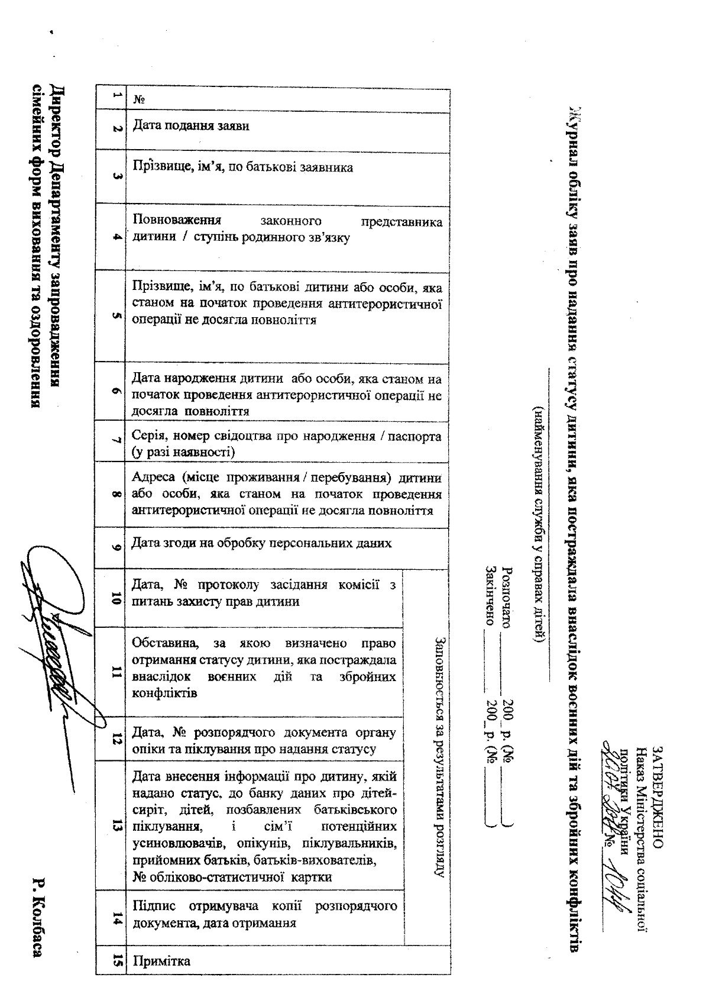 ЗАТВЕРДЖЕНО
Наказ Міністерства соціальної
політики України
№ 1044
Журнал обліку заяв про надання статусу дитини, яка постраждала внаслідок воєнних дій та збройних конфліктів
(найменування служби у справах дітей)
Розпочато ____________ 200_ р. (№ ________)
Закінчено ____________ 200_ р. (№ ________)
1
№
2
Дата подання заяви
3
Прізвище, ім’я, по батькові заявника
4
Повноваження законного представника
дитини / ступінь родинного зв’язку
5
Прізвище, ім’я, по батькові дитини або особи, яка
станом на початок проведення антитерористичної
операції не досягла повноліття
6
Дата народження дитини або особи, яка станом на
початок проведення антитерористичної операції не
досягла повноліття
7
Серія, номер свідоцтва про народження / паспорта
(у разі наявності)
8
Адреса (місце проживання / перебування) дитини
або особи, яка станом на початок проведення
антитерористичної операції не досягла повноліття
9
Дата згоди на обробку персональних даних
Заповнюється за результатами розгляду
10
Дата, № протоколу засідання комісії з
питань захисту прав дитини
11
Обставина, за якою визначено право
отримання статусу дитини, яка постраждала
внаслідок воєнних дій та збройних
конфліктів
12
Дата, № розпорядчого документа органу
опіки та піклування про надання статусу
13
Дата внесення інформації про дитину, якій
надано статус, до банку даних про дітей-
сиріт, дітей, позбавлених батьківського
піклування, і сім’ї потенційних
усиновлювачів, опікунів, піклувальників,
прийомних батьків, батьків-вихователів,
№ обліково-статистичної картки
14
Підпис отримувача копії розпорядчого
документа, дата отримання
15
Примітка
Директор Департаменту запровадження
сімейних форм виховання та оздоровлення
Р. Колбаса